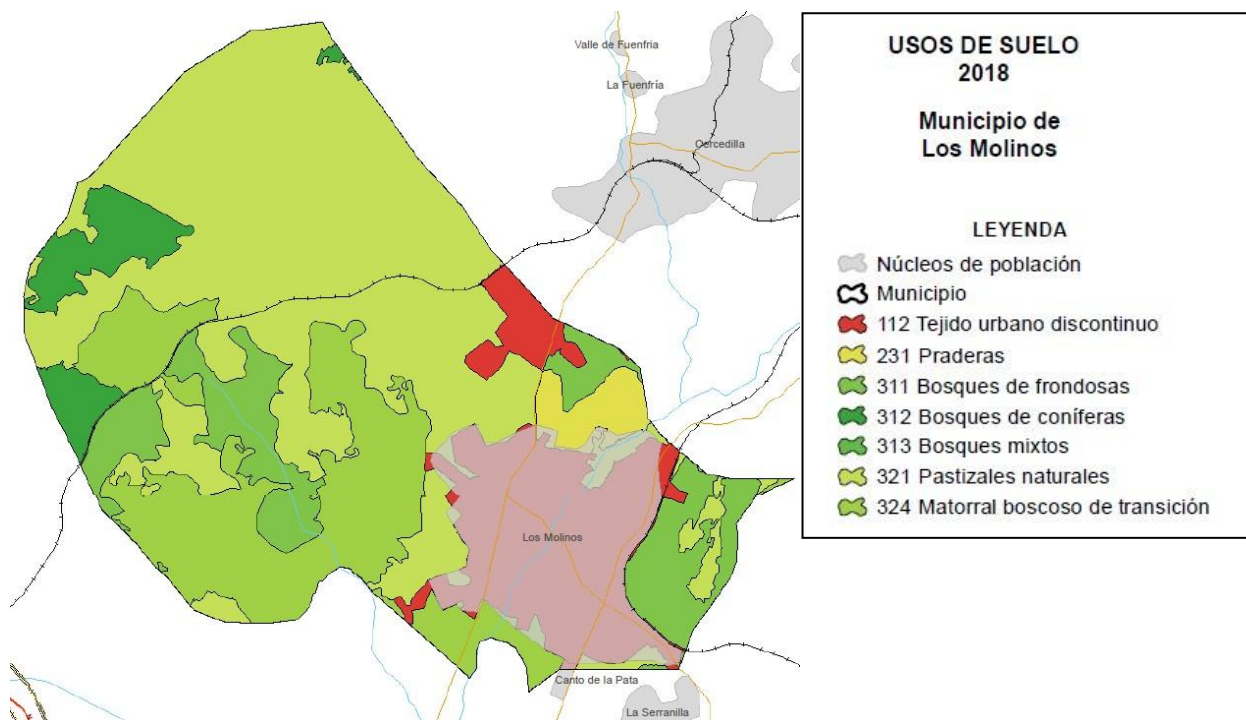 Valle de Fuenfría
La Fuenfría
Cercedilla
Los Molinos
Canto de la Pata
La Serranilla
USOS DE SUELO
2018
Municipio de
Los Molinos
LEYENDA
Núcleos de población
Municipio
112 Tejido urbano discontinuo
231 Praderas
311 Bosques de frondosas
312 Bosques de coníferas
313 Bosques mixtos
321 Pastizales naturales
324 Matorral boscoso de transición